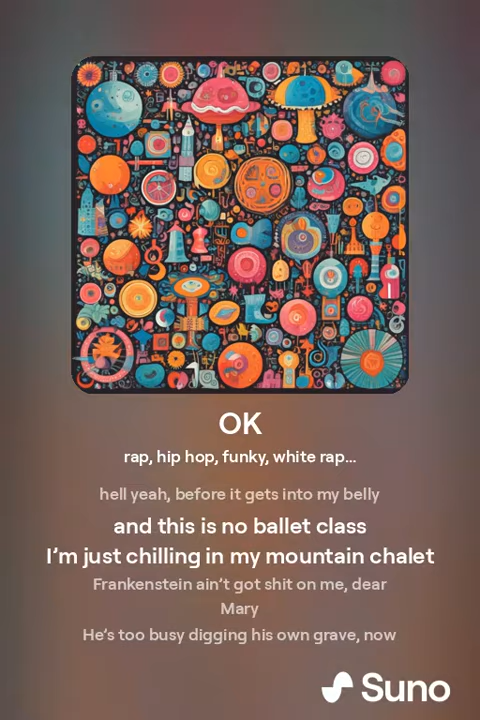 OK
rap, hip hop, funky, white rap...
hell yeah, before it gets into my belly
and this is no ballet class
I'm just chilling in my mountain chalet
Frankenstein ain't got shit on me, dear
Mary
He's too busy digging his own grave, now
Suno